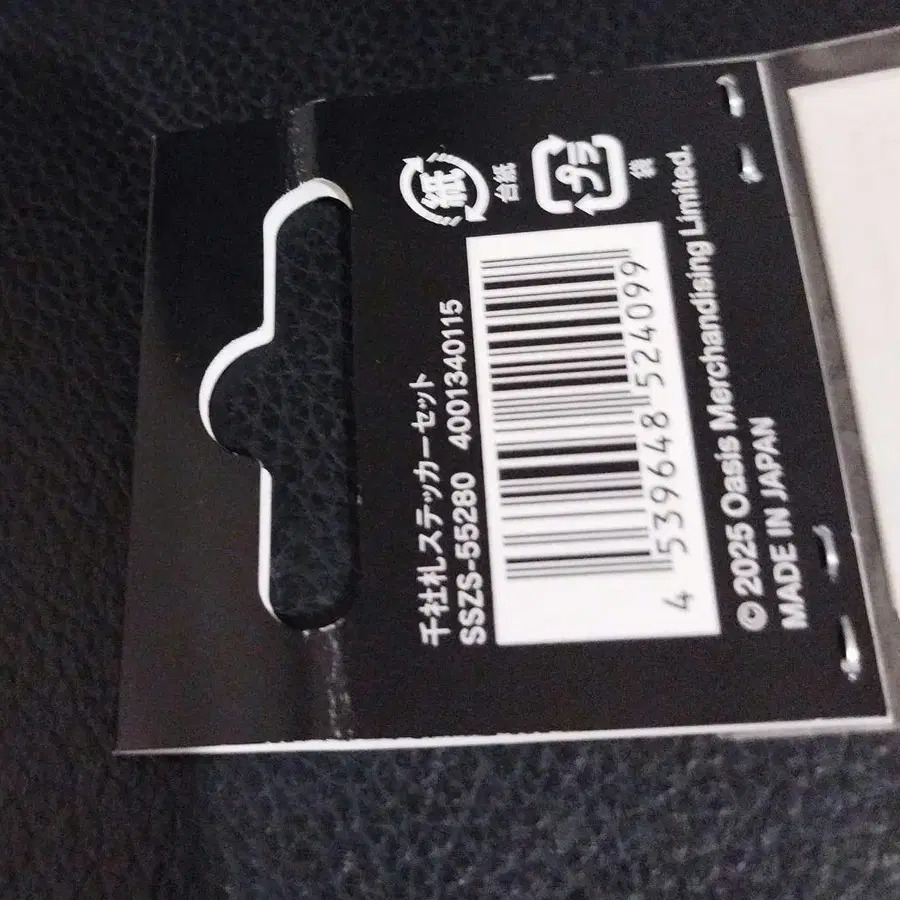 紙 台紙
プラ 袋
千社札ステッカーセット
SSZS-55280 4001340115
4 539648 524099
© 2025 Oasis Merchandising Limited.
MADE IN JAPAN